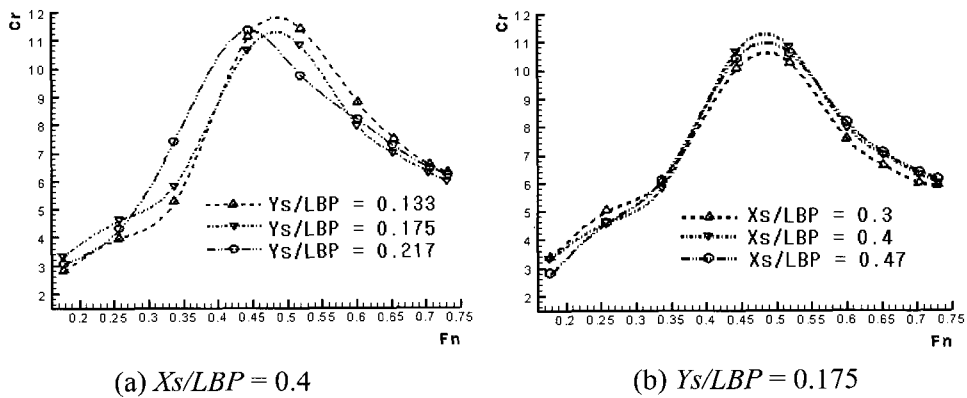 Cr
12
11
10
9
8
7
6
5
4
3
2
0.2 0.25 0.3 0.35 0.4 0.45 0.5 0.55 0.6 0.65 0.7 0.75
Fn
Ys/LBP = 0.133
Ys/LBP = 0.175
Ys/LBP = 0.217
(a) Xs/LBP = 0.4
Cr
12
11
10
9
8
7
6
5
4
3
2
0.2 0.25 0.3 0.35 0.4 0.45 0.5 0.55 0.6 0.65 0.7 0.75
Fn
Xs/LBP = 0.3
Xs/LBP = 0.4
Xs/LBP = 0.47
(b) Ys/LBP = 0.175